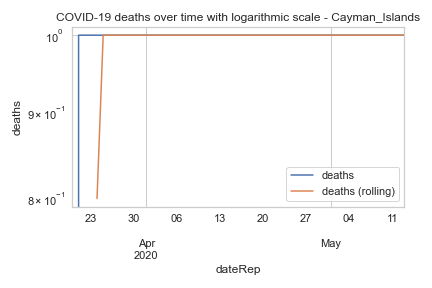 COVID-19 deaths over time with logarithmic scale - Cayman_Islands
10⁰
9 × 10⁻¹
8 × 10⁻¹
deaths
deaths
deaths (rolling)
23 30 06 13 20 27 04 11
Apr May
2020
dateRep